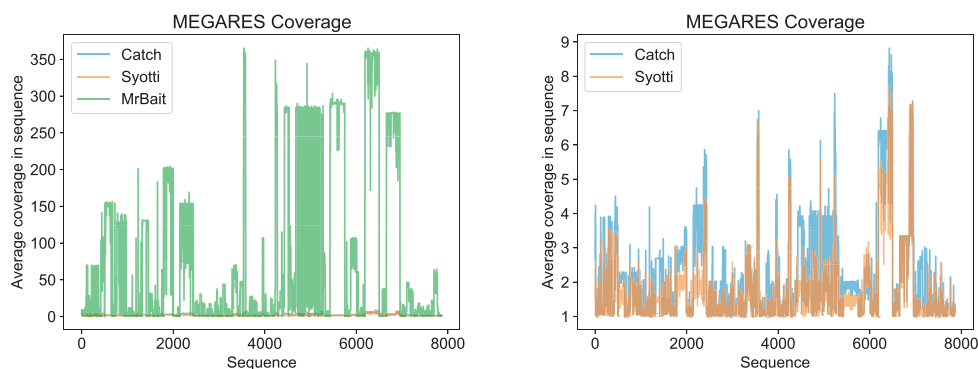 MEGARES Coverage
Catch
Syotti
MrBait
350
300
250
200
150
100
50
0
Average coverage in sequence
0 2000 4000 6000 8000
Sequence
MEGARES Coverage
Catch
Syotti
9
8
7
6
5
4
3
2
1
Average coverage in sequence
0 2000 4000 6000 8000
Sequence